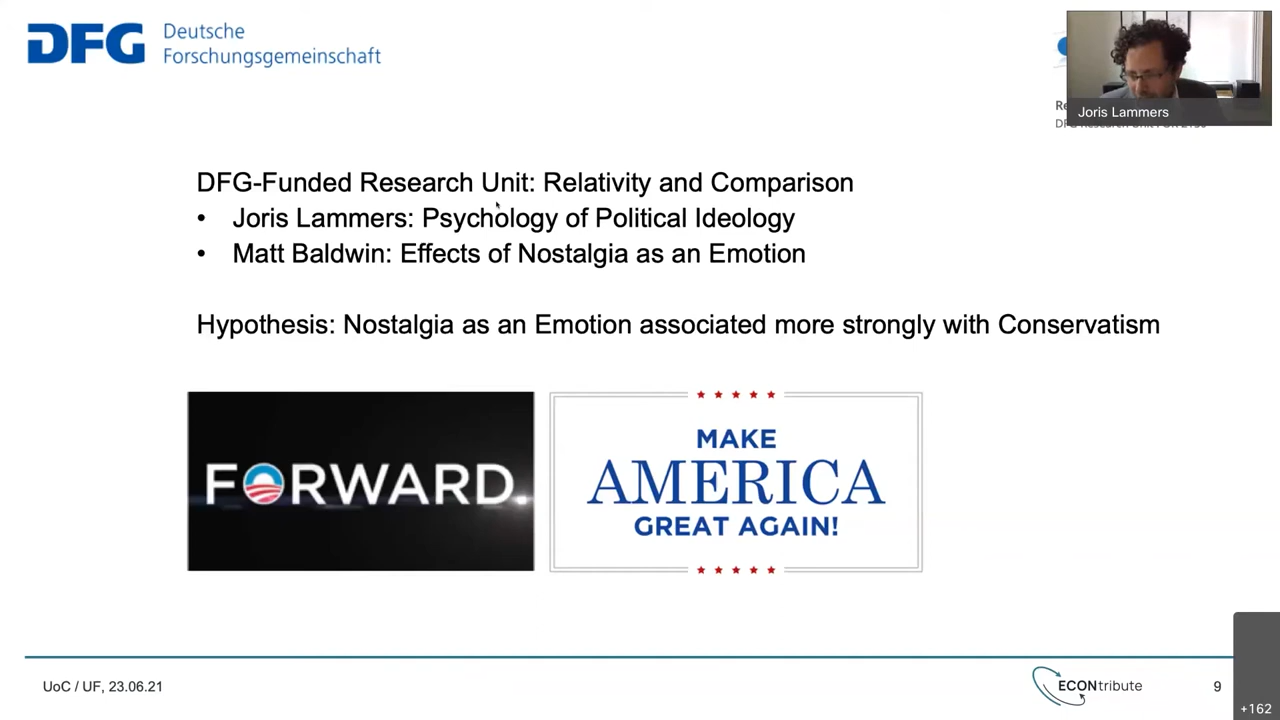 DFG Deutsche
Forschungsgemeinschaft
Joris Lammers
DFG-Funded Research Unit: Relativity and Comparison
• Joris Lammers: Psychology of Political Ideology
• Matt Baldwin: Effects of Nostalgia as an Emotion
Hypothesis: Nostalgia as an Emotion associated more strongly with Conservatism
FORWARD.
MAKE
AMERICA
GREAT AGAIN!
UoC / UF, 23.06.21
ECONtribute
9
+162